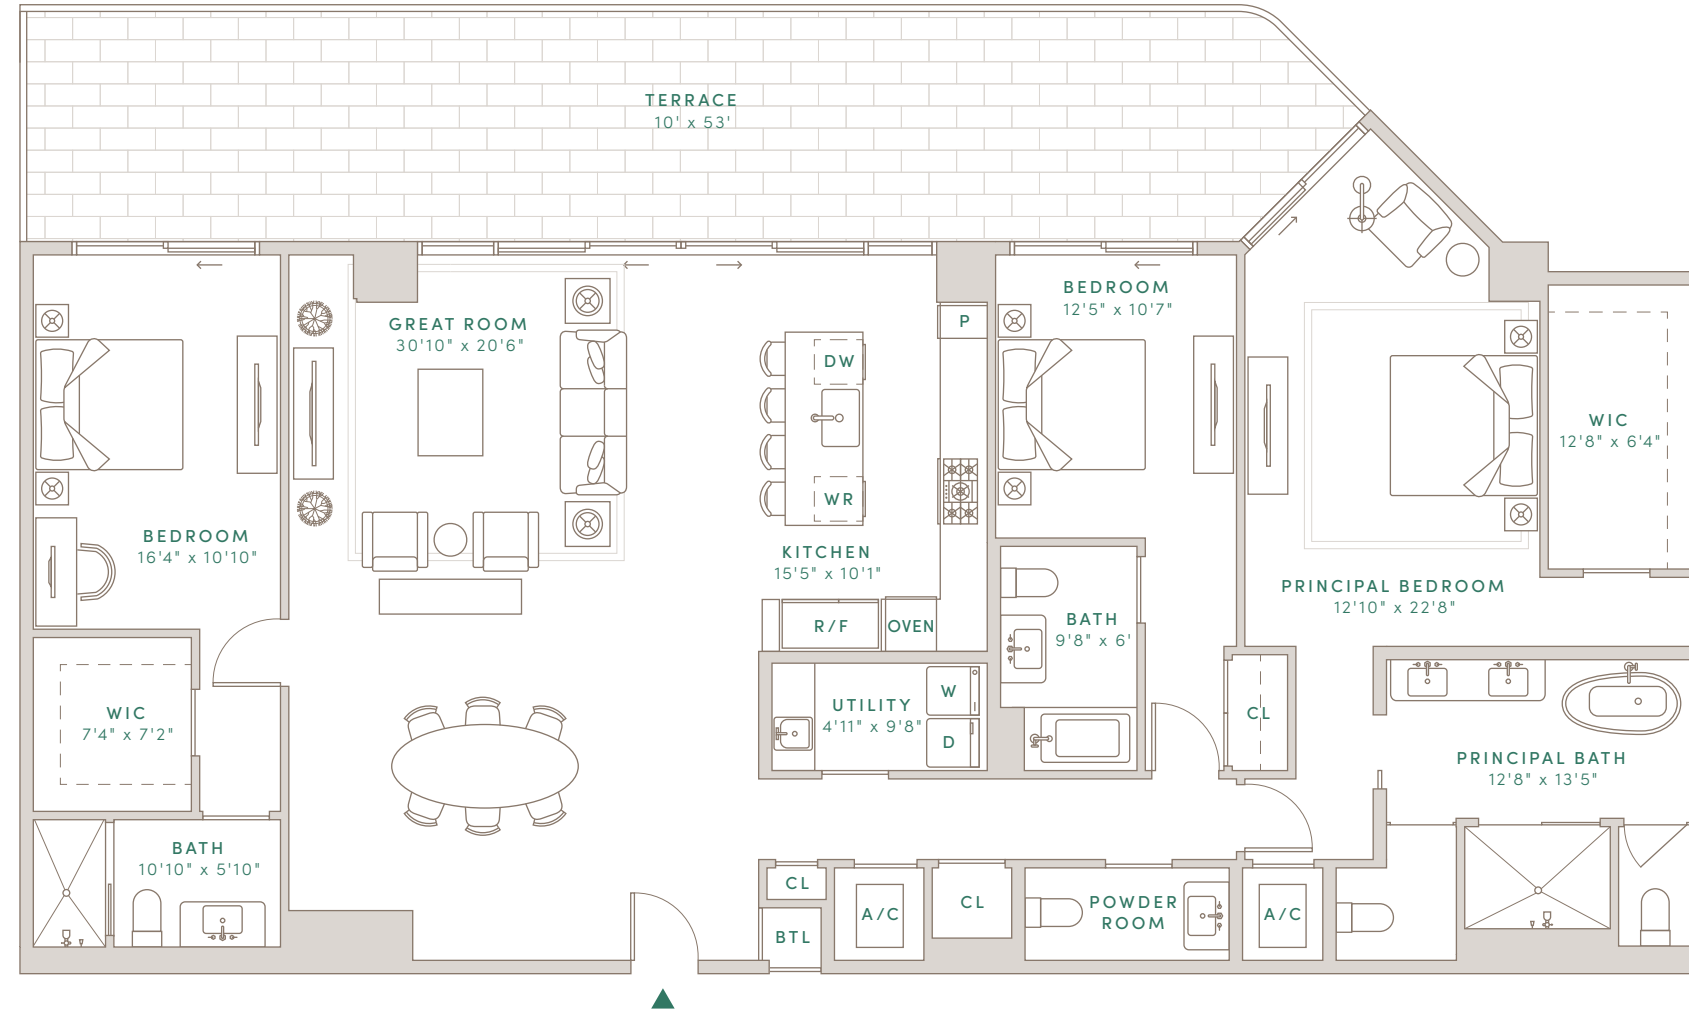 TERRACE
10' x 53'
BEDROOM
12'5" x 10'7"
GREAT ROOM
30'10" x 20'6"
P
DW
WIC
12'8" x 6'4"
WR
BEDROOM
16'4" x 10'10"
KITCHEN
15'5" x 10'1"
PRINCIPAL BEDROOM
12'10" x 22'8"
R/F
OVEN
BATH
9'8" x 6'
WIC
7'4" x 7'2"
UTILITY
4'11" x 9'8"
W
D
CL
PRINCIPAL BATH
12'8" x 13'5"
BATH
10'10" x 5'10"
CL
A/C
CL
POWDER
ROOM
A/C
BTL